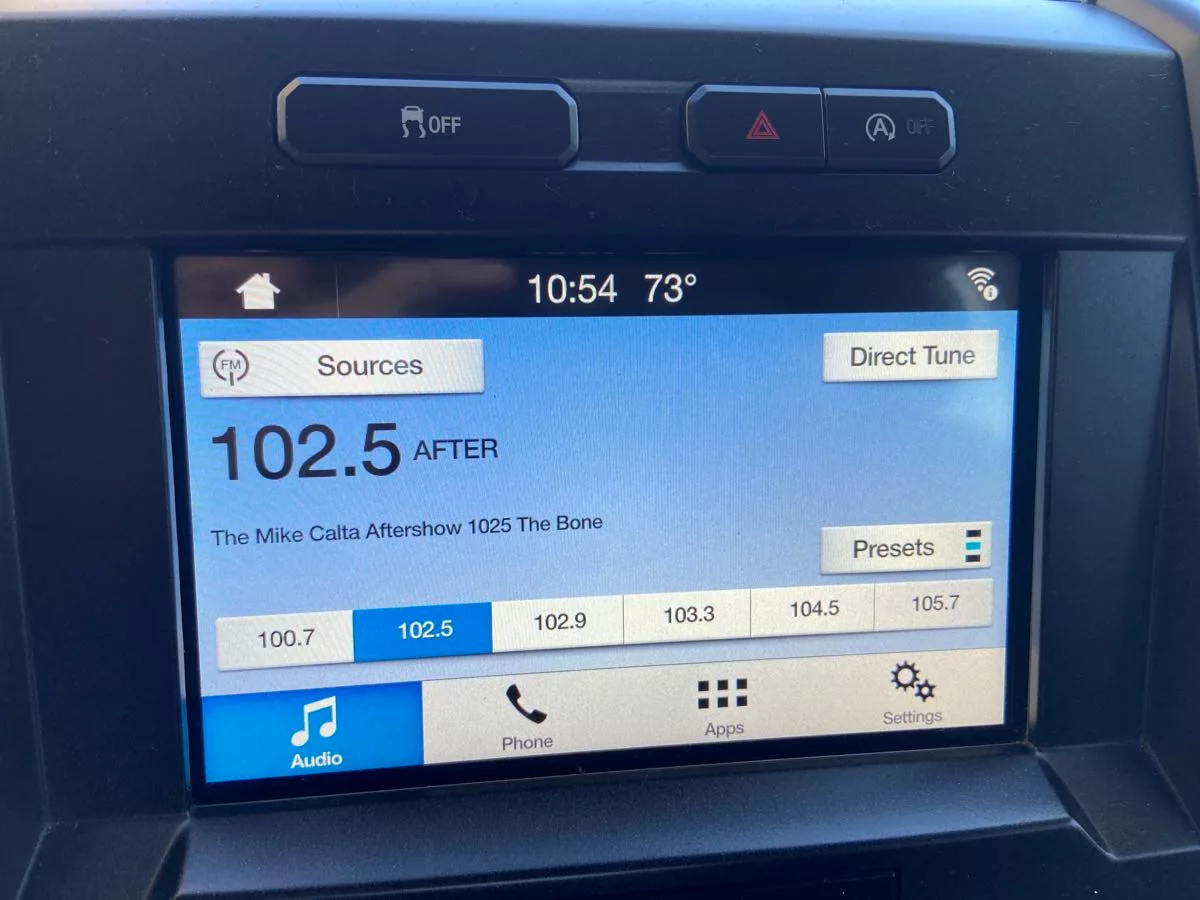 OFF
A OFF
10:54 73°
FM Sources
Direct Tune
102.5 AFTER
The Mike Calta Aftershow 1025 The Bone
Presets
100.7 102.5 102.9 103.3 104.5 105.7
Audio Phone Apps Settings